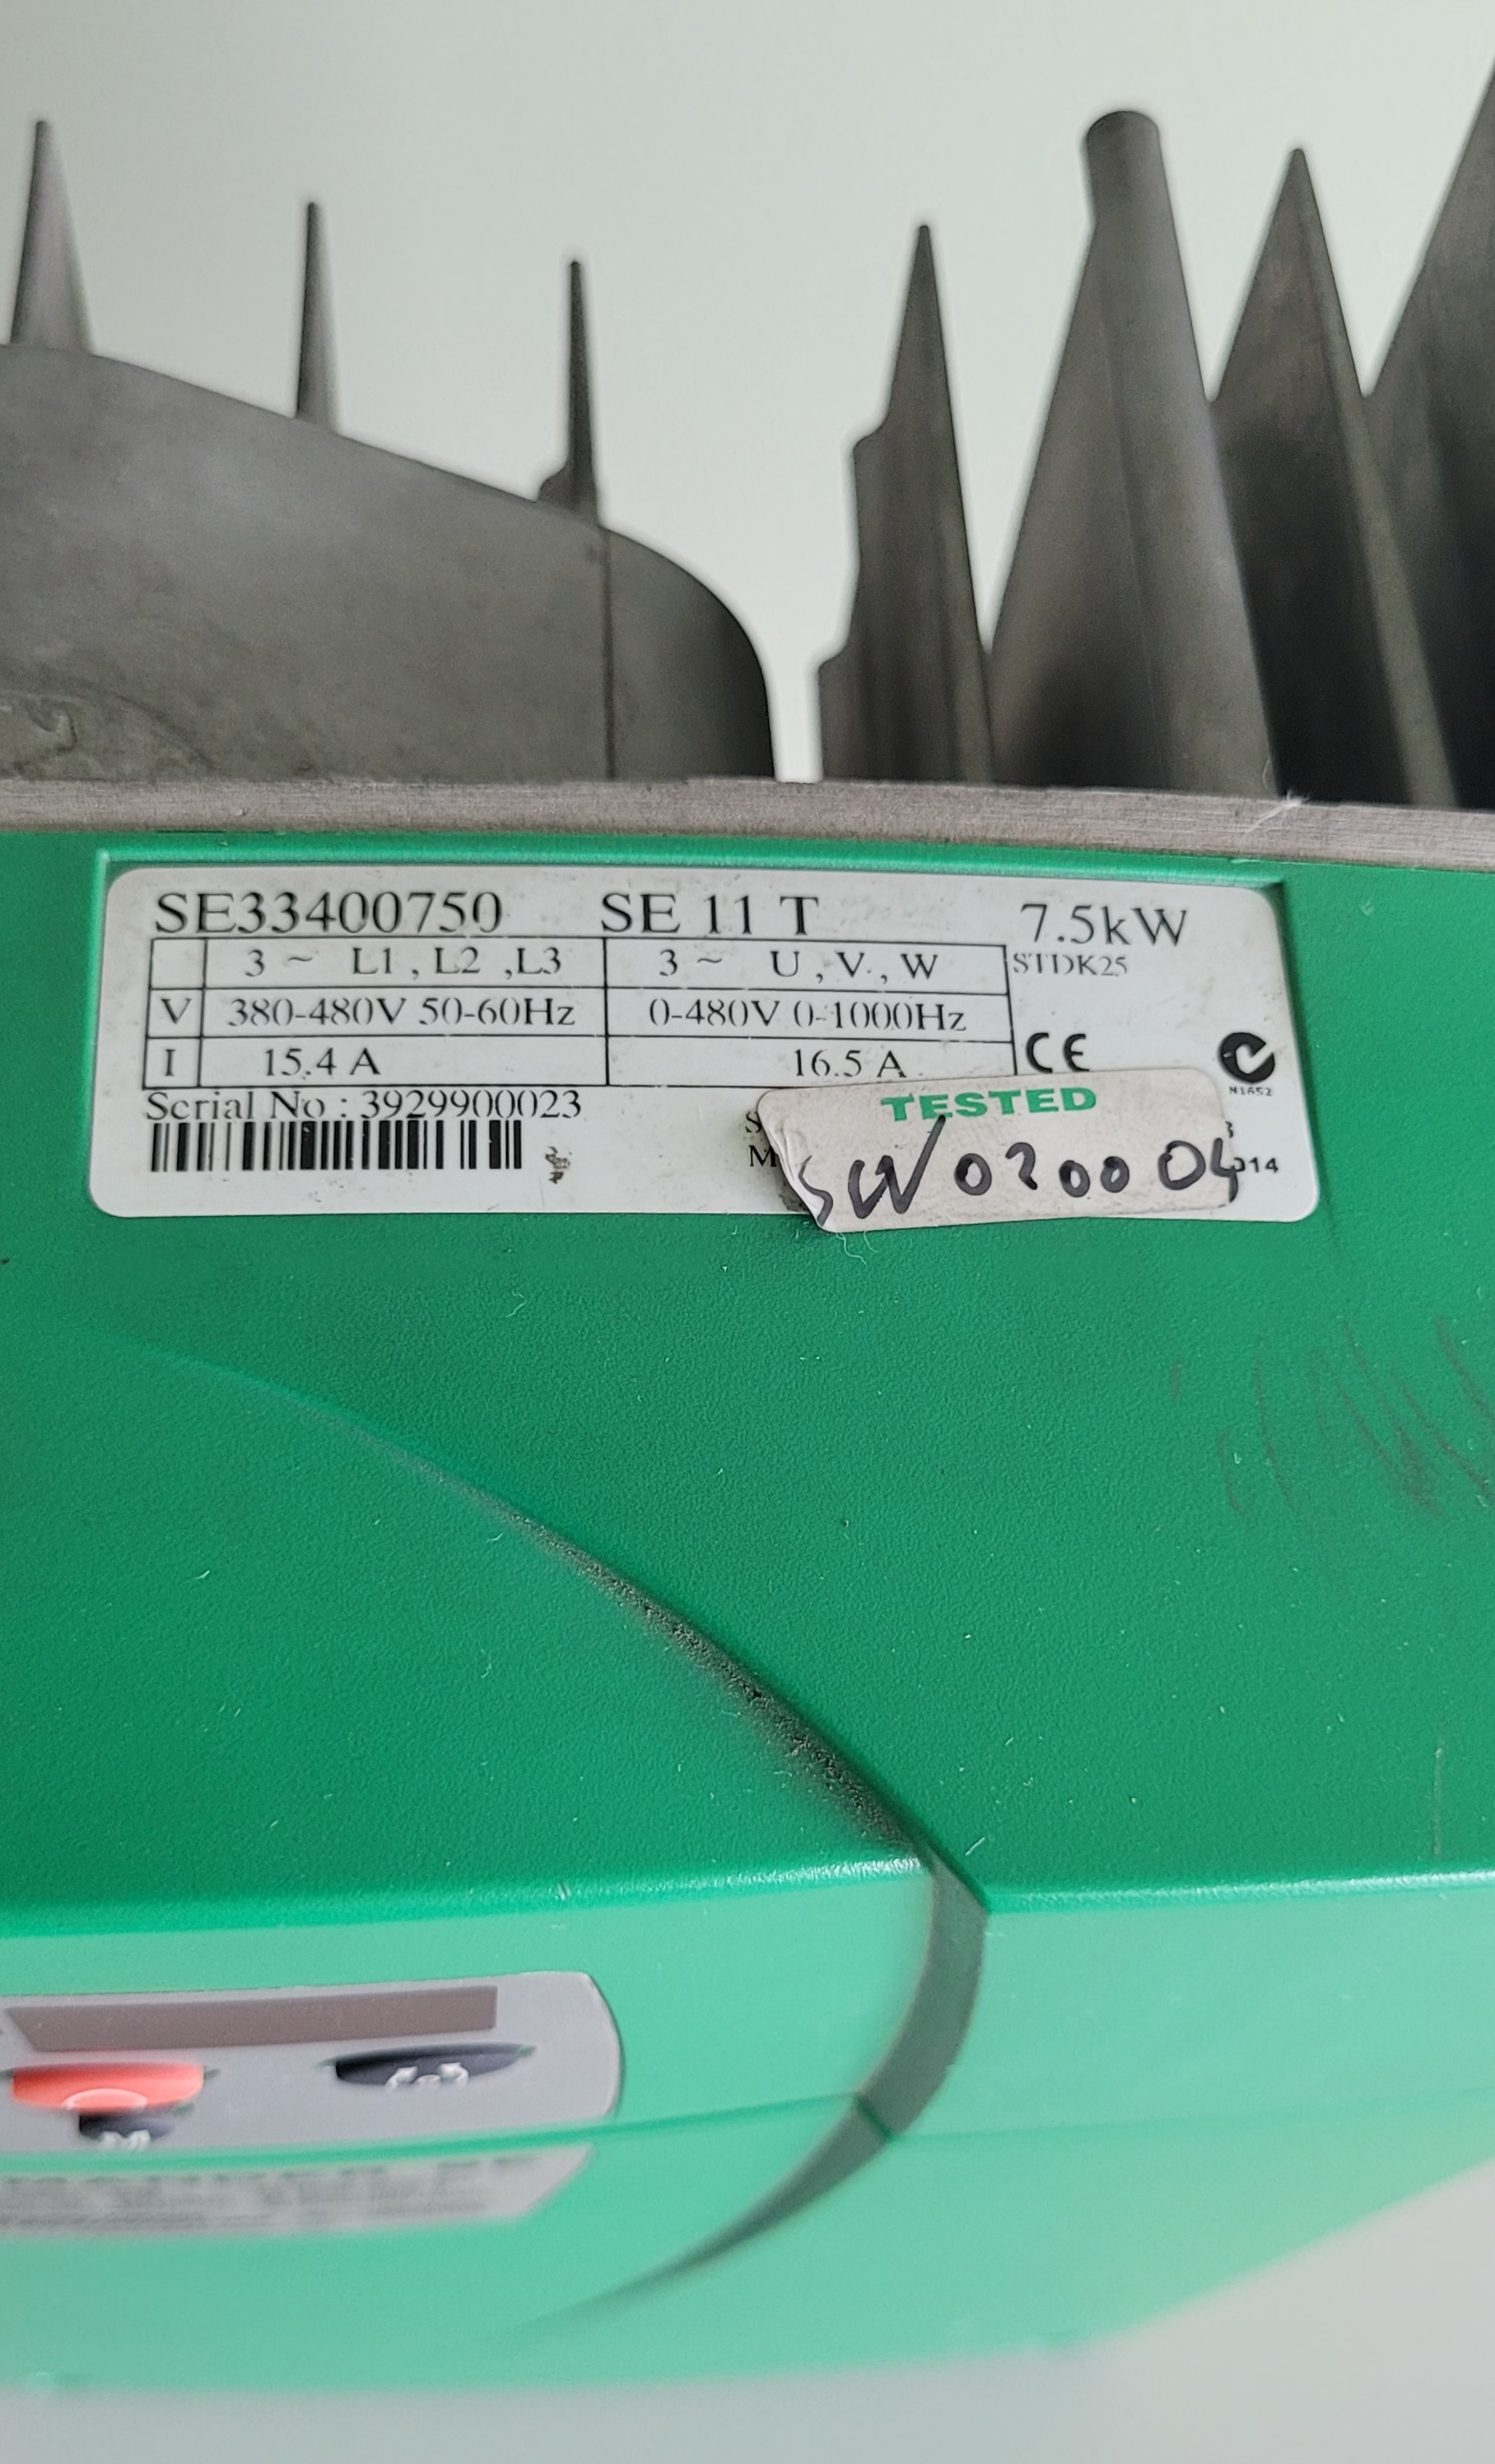 SE33400750 SE 11 T 7.5kW
3 ~ L1 , L2 ,L3 3 ~ U , V , W STDK25
V 380-480V 50-60Hz 0-480V 0-1000Hz
I 15.4 A 16.5 A CE
N1652
Serial No : 3929900023
TESTED
014
M